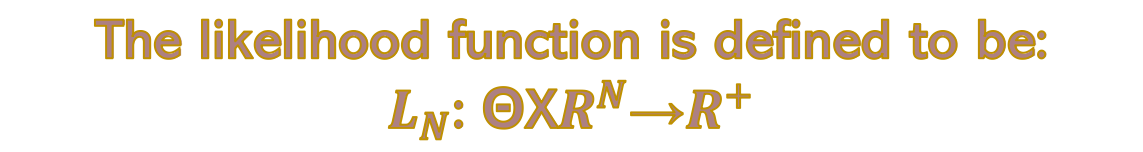 The likelihood function is defined to be:
L_N: ΘXR^N→R^+